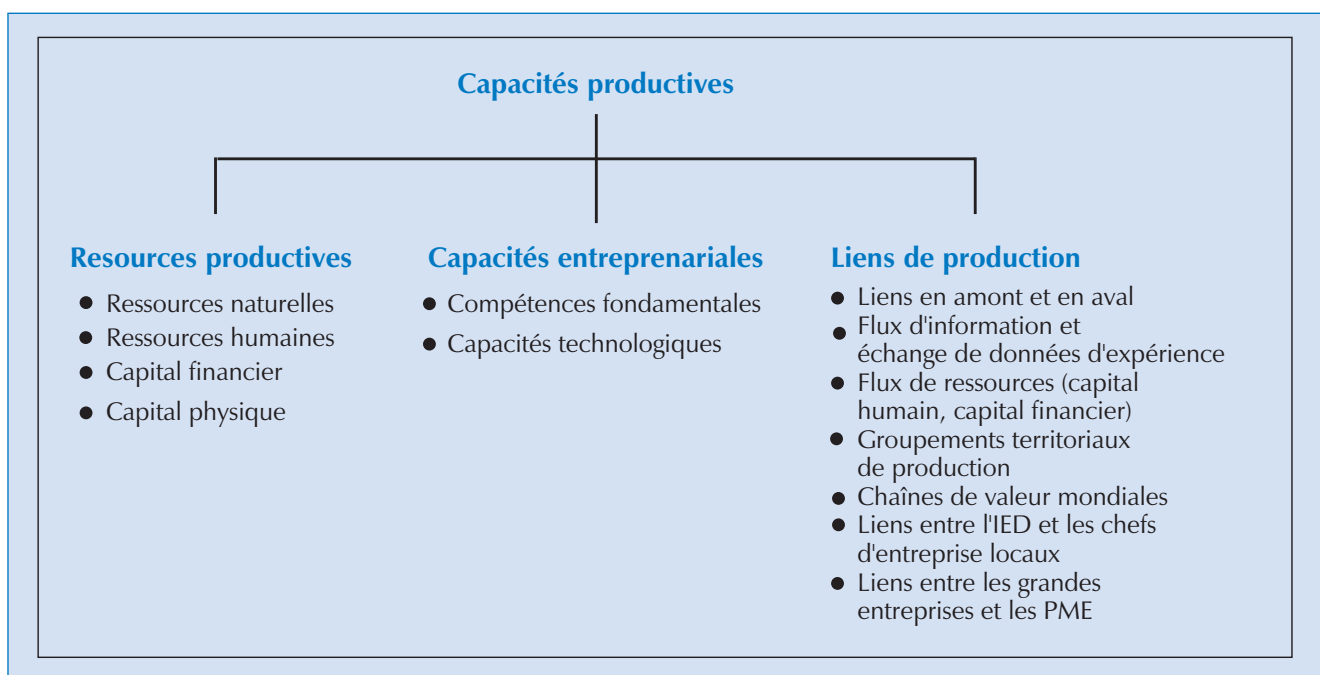 Capacités productives
Resources productives
● Ressources naturelles
● Ressources humaines
● Capital financier
● Capital physique
Capacités entreprenariales
● Compétences fondamentales
● Capacités technologiques
Liens de production
● Liens en amont et en aval
● Flux d'information et
échange de données d'expérience
● Flux de ressources (capital
humain, capital financier)
● Groupements territoriaux
de production
● Chaînes de valeur mondiales
● Liens entre l'IED et les chefs
d'entreprise locaux
● Liens entre les grandes
entreprises et les PME